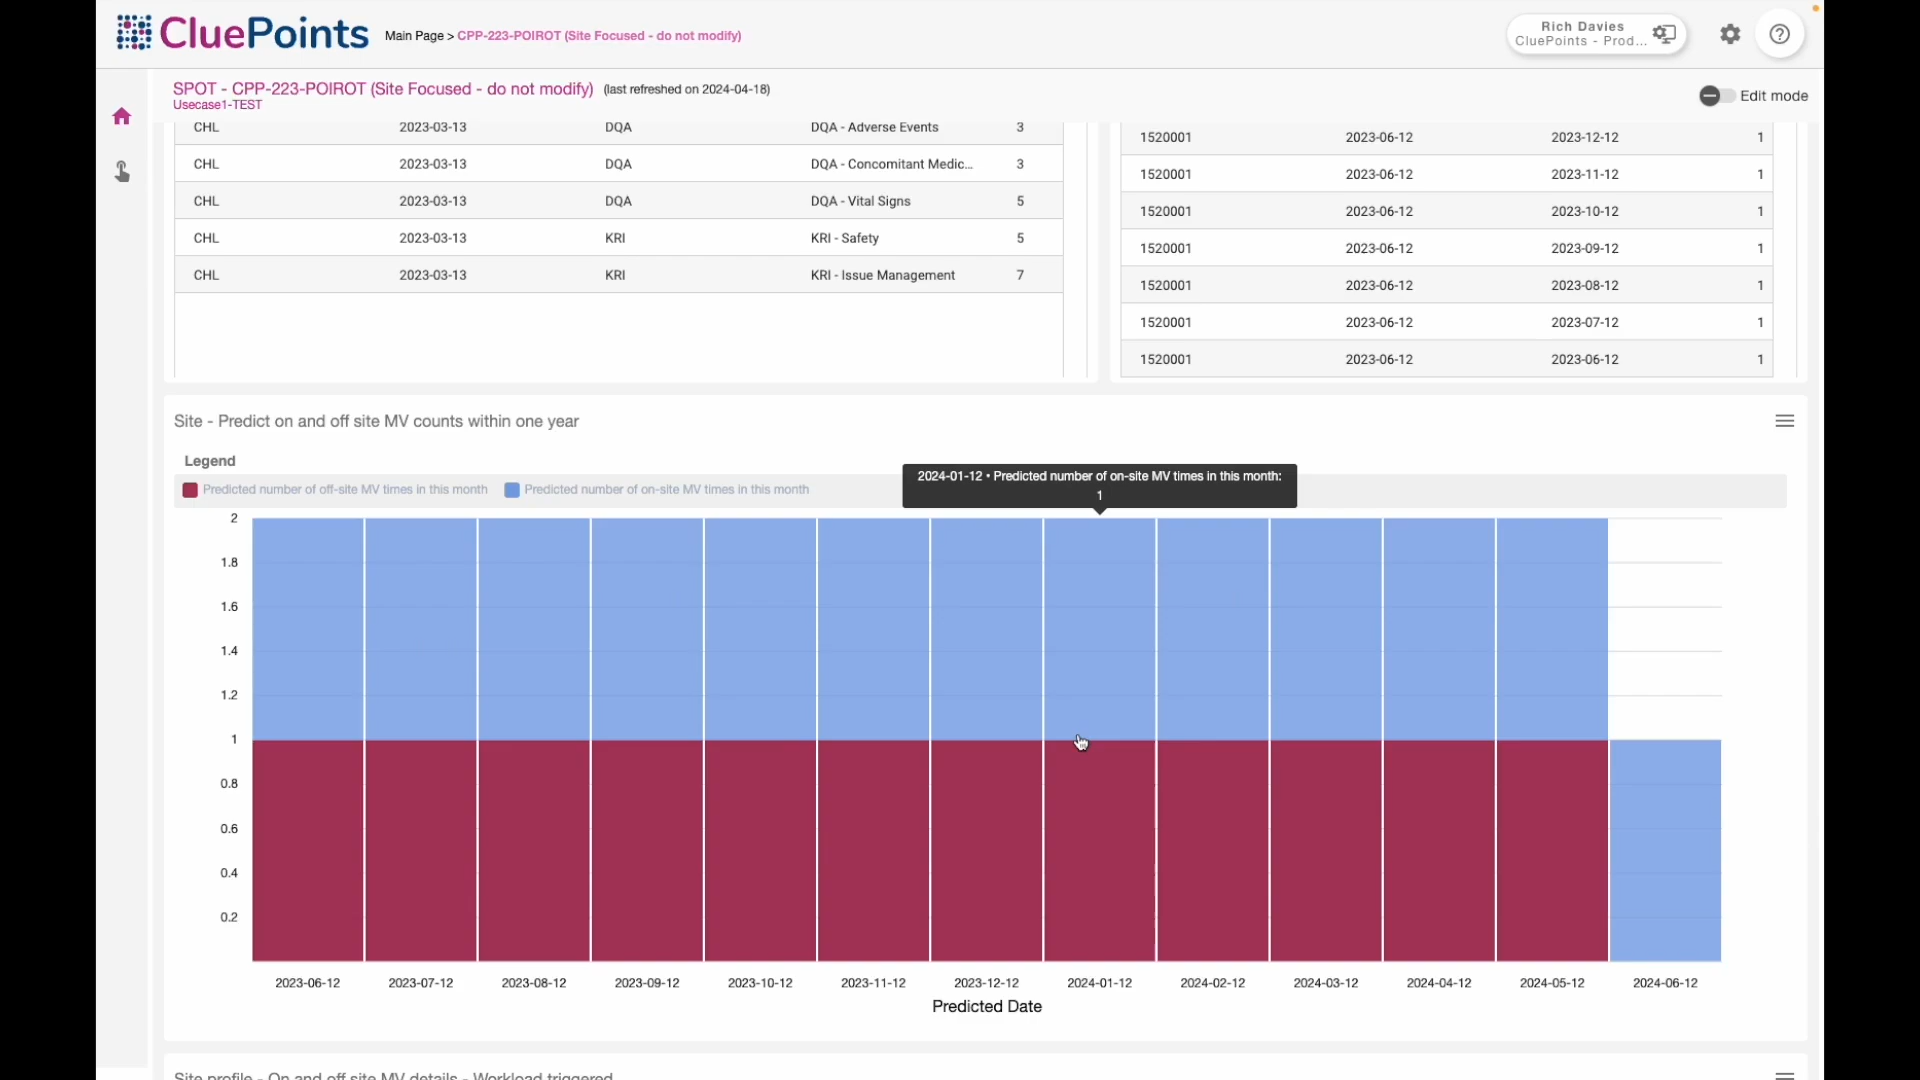 CluePoints
Main Page > CPP-223-POIROT (Site Focused - do not modify)
Rich Davies
CluePoints - Prod...
SPOT - CPP-223-POIROT (Site Focused - do not modify) (last refreshed on 2024-04-18)
Usecase1-TEST
Edit mode
CHL 2023-03-13 DQA DQA - Adverse Events 3
CHL 2023-03-13 DQA DQA - Concomitant Medic... 3
CHL 2023-03-13 DQA DQA - Vital Signs 5
CHL 2023-03-13 KRI KRI - Safety 5
CHL 2023-03-13 KRI KRI - Issue Management 7
1520001 2023-06-12 2023-12-12 1
1520001 2023-06-12 2023-11-12 1
1520001 2023-06-12 2023-10-12 1
1520001 2023-06-12 2023-09-12 1
1520001 2023-06-12 2023-08-12 1
1520001 2023-06-12 2023-07-12 1
1520001 2023-06-12 2023-06-12 1
Site - Predict on and off site MV counts within one year
Legend
Predicted number of off-site MV times in this month Predicted number of on-site MV times in this month
2024-01-12 • Predicted number of on-site MV times in this month:
1
2
1.8
1.6
1.4
1.2
1
0.8
0.6
0.4
0.2
2023-06-12 2023-07-12 2023-08-12 2023-09-12 2023-10-12 2023-11-12 2023-12-12 2024-01-12 2024-02-12 2024-03-12 2024-04-12 2024-05-12 2024-06-12
Predicted Date
Site profile - On and off site MV details - Workload triggered